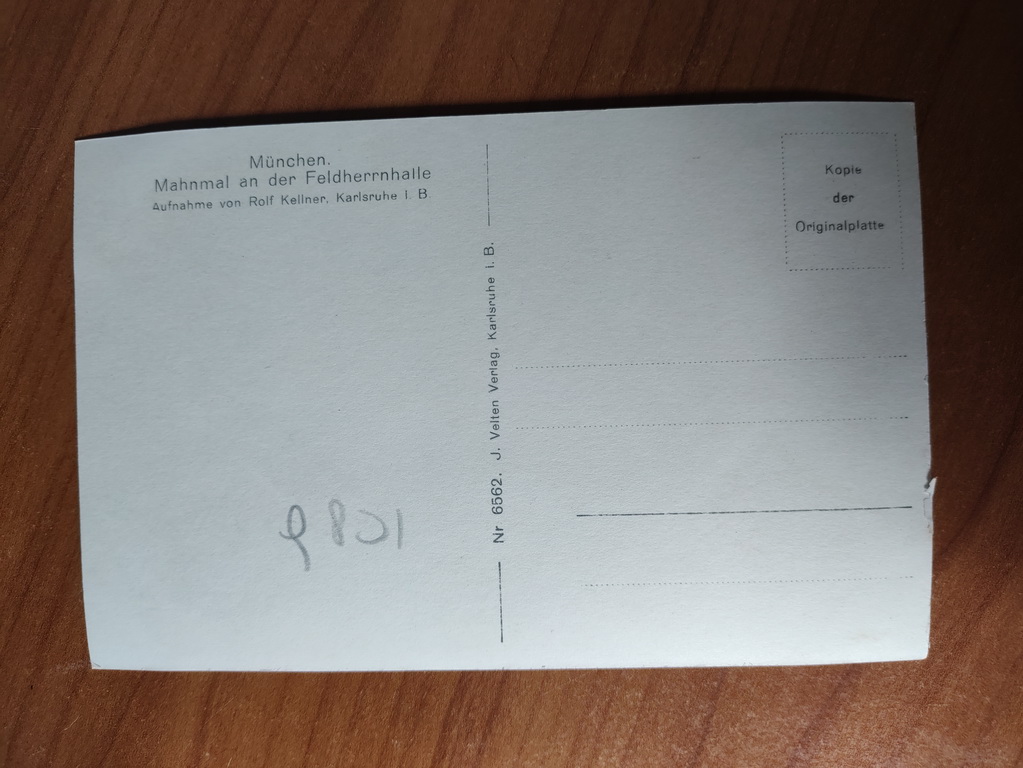 München.
Mahnmal an der Feldherrnhalle
Aufnahme von Rolf Kellner, Karlsruhe i. B
Nr 6562. J. Velten Verlag, Karlsruhe i. B.
Kopie
der
Originalplatte